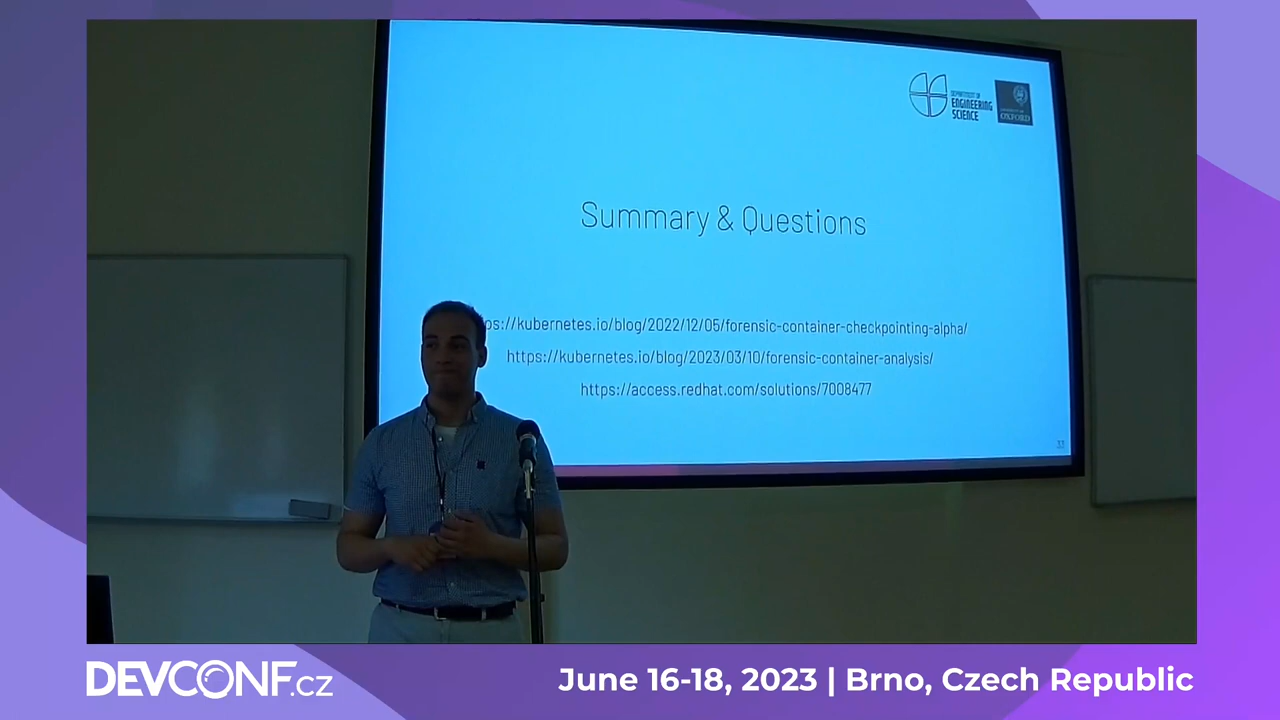 DEPARTMENT OF
ENGINEERING
SCIENCE
OXFORD
Summary & Questions
ps://kubernetes.io/blog/2022/12/05/forensic-container-checkpointing-alpha/
https://kubernetes.io/blog/2023/03/10/forensic-container-analysis/
https://access.redhat.com/solutions/7008477
11
DEVCONF.CZ
June 16-18, 2023 | Brno, Czech Republic